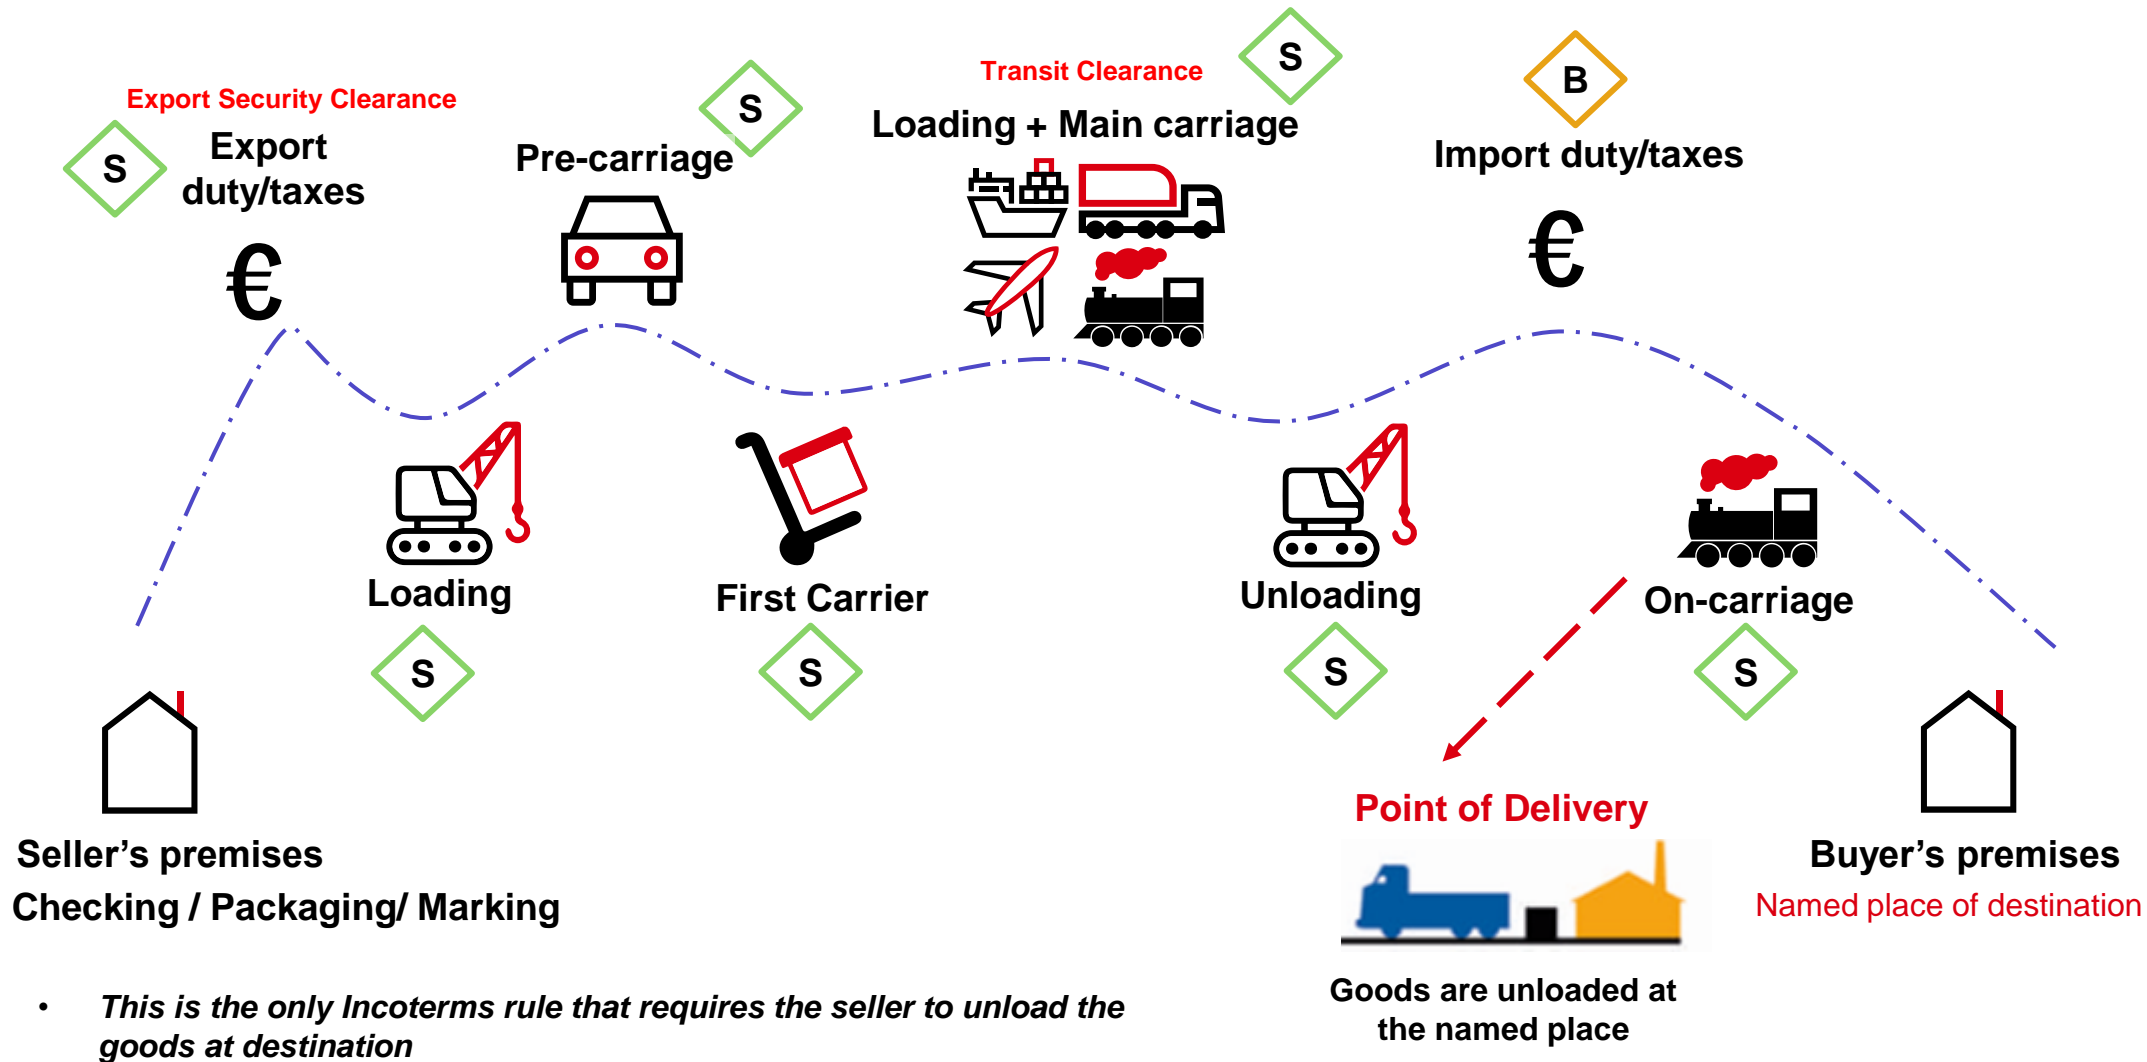 Export Security Clearance
S
Export
duty/taxes
€
Pre-carriage
S
Transit Clearance
S
Loading + Main carriage
B
Import duty/taxes
€
Loading
S
First Carrier
S
Unloading
S
On-carriage
S
Seller’s premises
Checking / Packaging/ Marking
Point of Delivery
Goods are unloaded at
the named place
Buyer’s premises
Named place of destination
• This is the only Incoterms rule that requires the seller to unload the
goods at destination